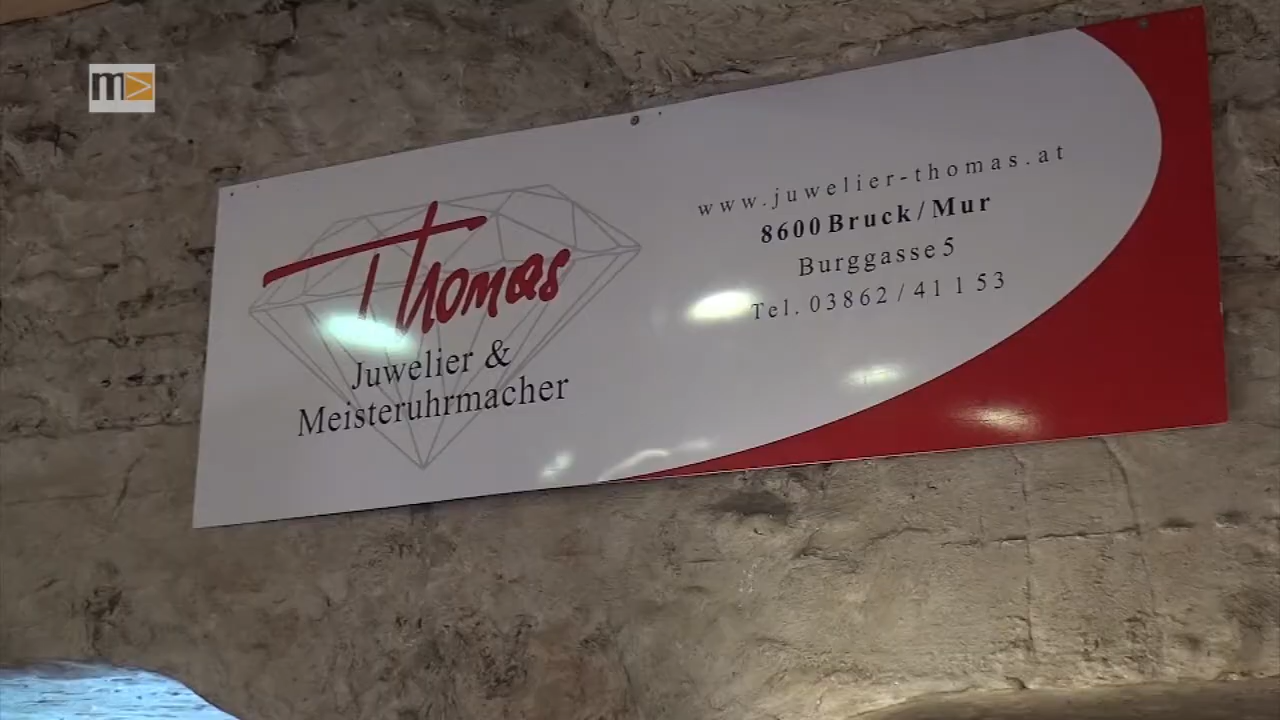 m>
Thomas
Juwelier &
Meisteruhrmacher
www.juwelier-thomas.at
8600 Bruck/Mur
Burggasse 5
Tel. 03862/41 1 53